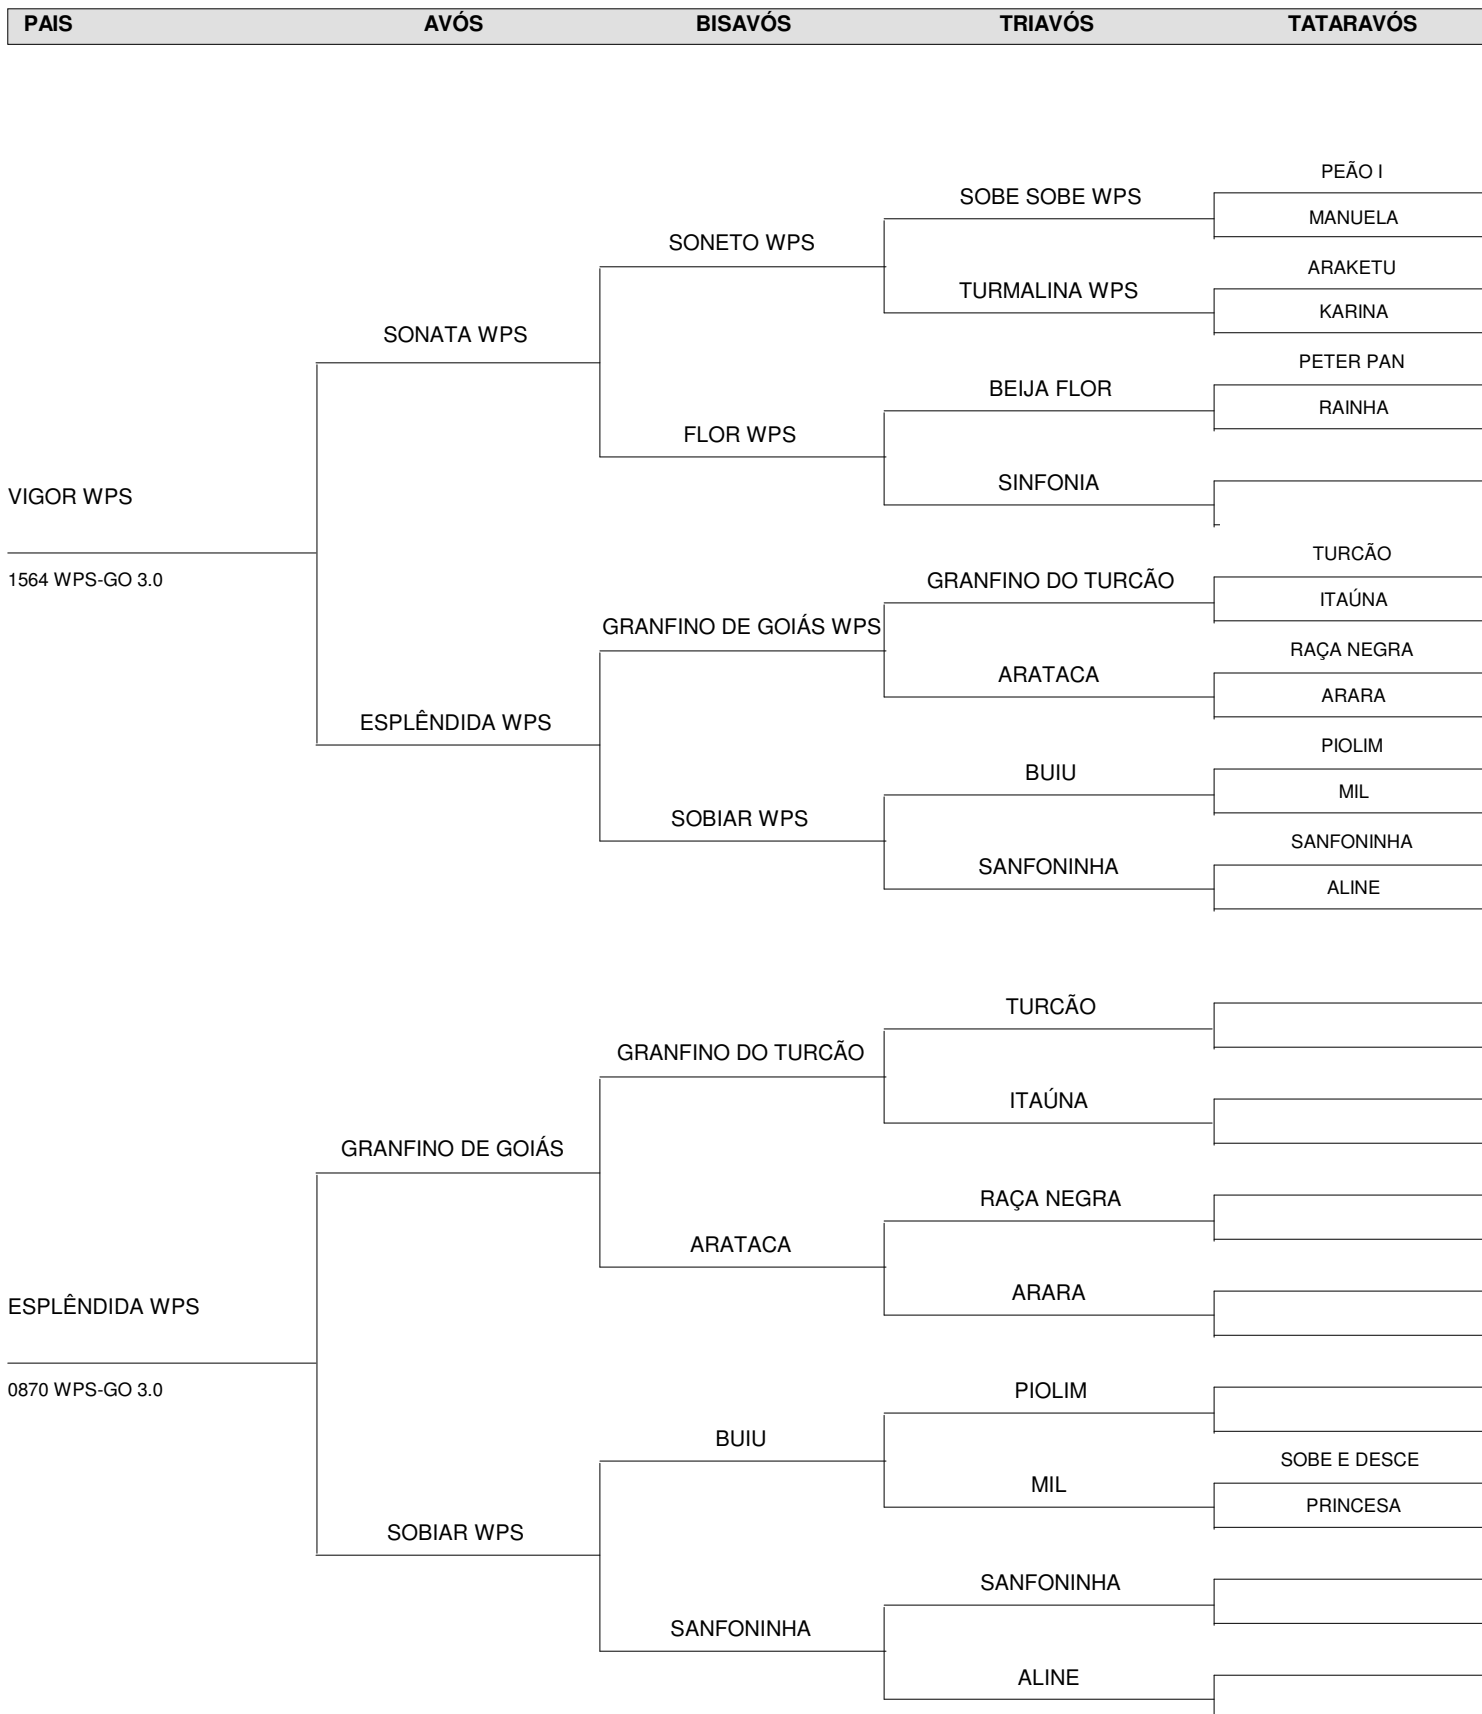 PAIS AVÓS BISAVÓS TRIAVÓS TATARAVÓS
PEÃO I
SOBE SOBE WPS
MANUELA
SONETO WPS
ARAKETU
TURMALINA WPS
KARINA
SONATA WPS
PETER PAN
BEIJA FLOR
RAINHA
FLOR WPS
SINFONIA
VIGOR WPS
TURCÃO
1564 WPS-GO 3.0
GRANFINO DO TURCÃO
ITAÚNA
GRANFINO DE GOIÁS WPS
RAÇA NEGRA
ARATACA
ARARA
ESPLÊNDIDA WPS
PIOLIM
BUIU
MIL
SOBIAR WPS
SANFONINHA
SANFONINHA
ALINE
TURCÃO
GRANFINO DO TURCÃO
ITAÚNA
GRANFINO DE GOIÁS
RAÇA NEGRA
ARATACA
ARARA
ESPLÊNDIDA WPS
0870 WPS-GO 3.0
PIOLIM
BUIU
SOBE E DESCE
MIL
PRINCESA
SOBIAR WPS
SANFONINHA
SANFONINHA
ALINE